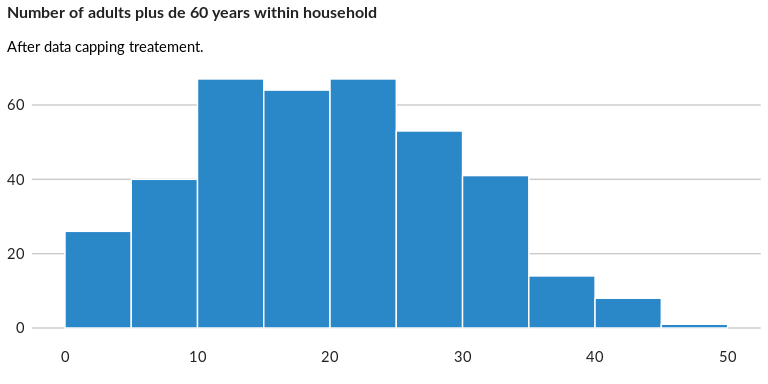 Number of adults plus de 60 years within household
After data capping treatement.
60
40
20
0
0 10 20 30 40 50